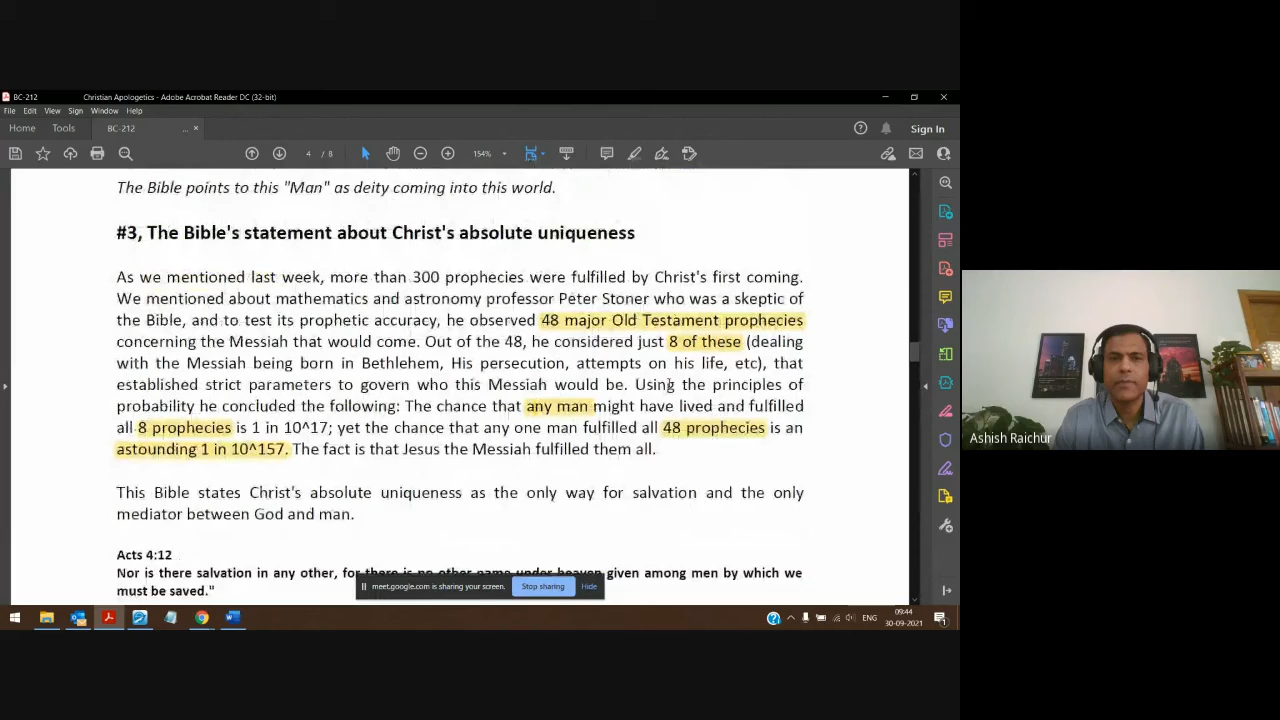 BC-212 Christian Apologetics - Adobe Acrobat Reader DC (32-bit)
File Edit View Sign Window Help
Home Tools BC-212 ... × Sign In
4 / 8 154%
The Bible points to this "Man" as deity coming into this world.
#3, The Bible's statement about Christ's absolute uniqueness
As we mentioned last week, more than 300 prophecies were fulfilled by Christ's first coming.
We mentioned about mathematics and astronomy professor Peter Stoner who was a skeptic of
the Bible, and to test its prophetic accuracy, he observed 48 major Old Testament prophecies
concerning the Messiah that would come. Out of the 48, he considered just 8 of these (dealing
with the Messiah being born in Bethlehem, His persecution, attempts on his life, etc), that
established strict parameters to govern who this Messiah would be. Using the principles of
probability he concluded the following: The chance that any man might have lived and fulfilled
all 8 prophecies is 1 in 10^17; yet the chance that any one man fulfilled all 48 prophecies is an
astounding 1 in 10^157. The fact is that Jesus the Messiah fulfilled them all.
This Bible states Christ's absolute uniqueness as the only way for salvation and the only
mediator between God and man.
Acts 4:12
Nor is there salvation in any other, for there is no other name under heaven given among men by which we
must be saved."
meet.google.com is sharing your screen. Stop sharing Hide
Ashish Raichur
ENG
09:44
30-09-2021